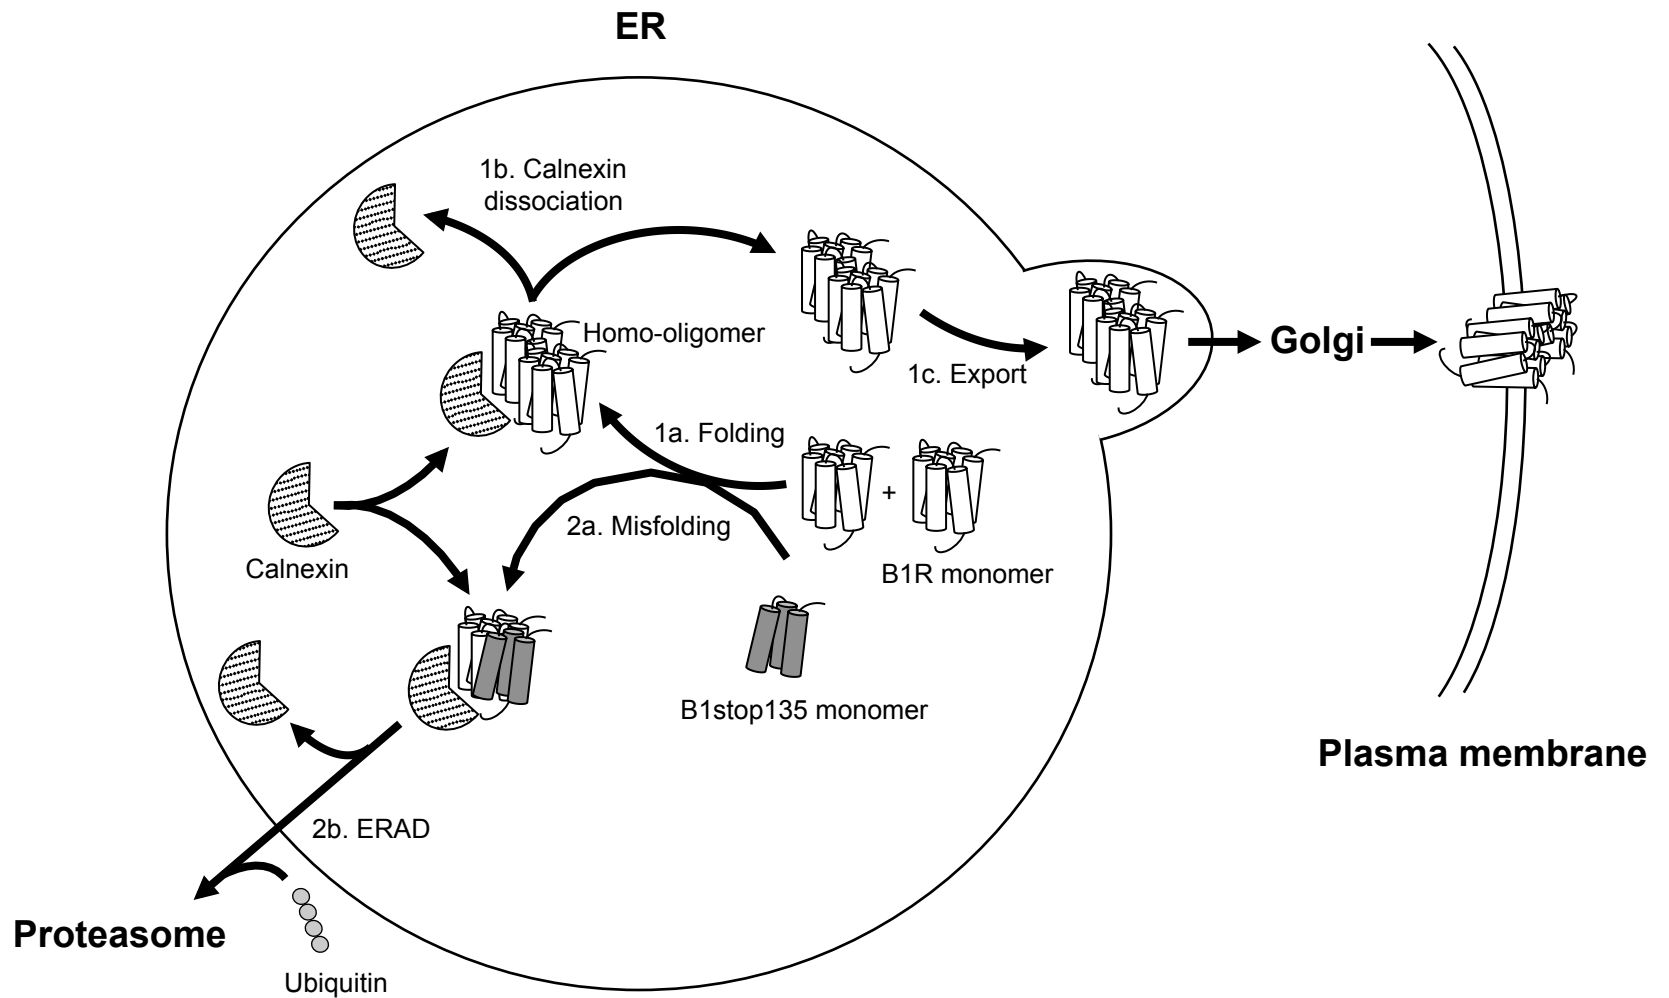 ER
1b. Calnexin
dissociation
Homo-oligomer
1c. Export
Golgi
1a. Folding
+
2a. Misfolding
Calnexin
B1R monomer
B1stop135 monomer
Plasma membrane
2b. ERAD
Proteasome
Ubiquitin